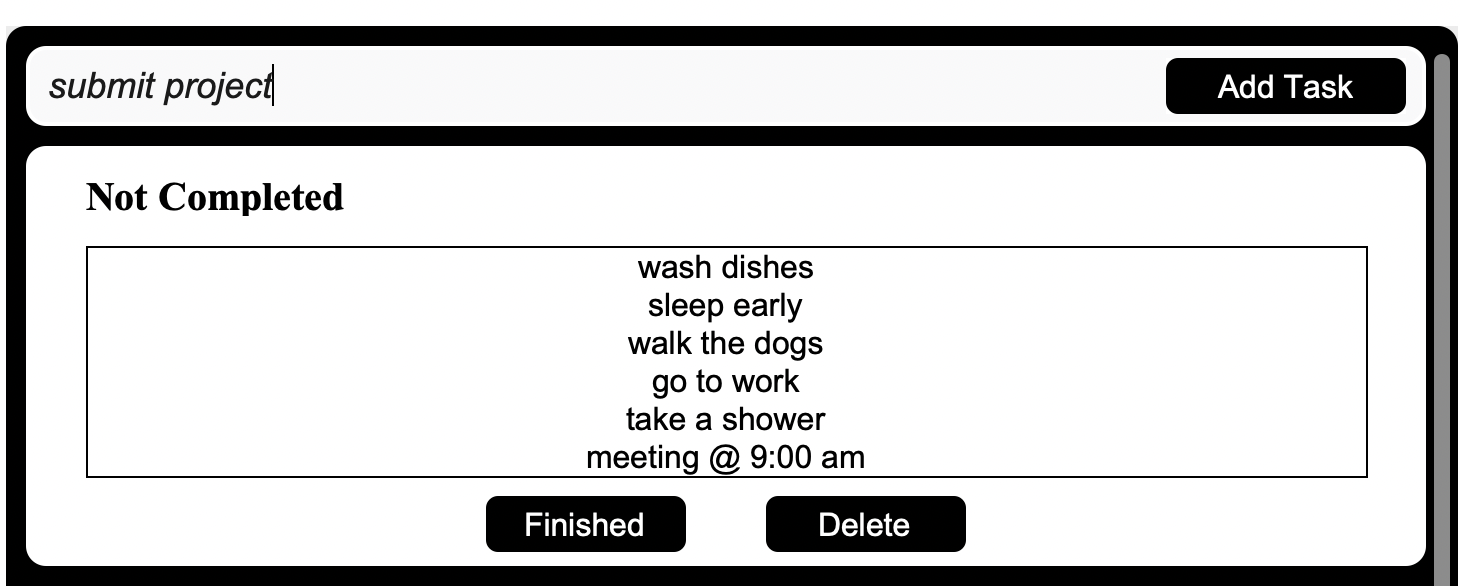 submit project
Add Task
Not Completed
wash dishes
sleep early
walk the dogs
go to work
take a shower
meeting @ 9:00 am
Finished
Delete